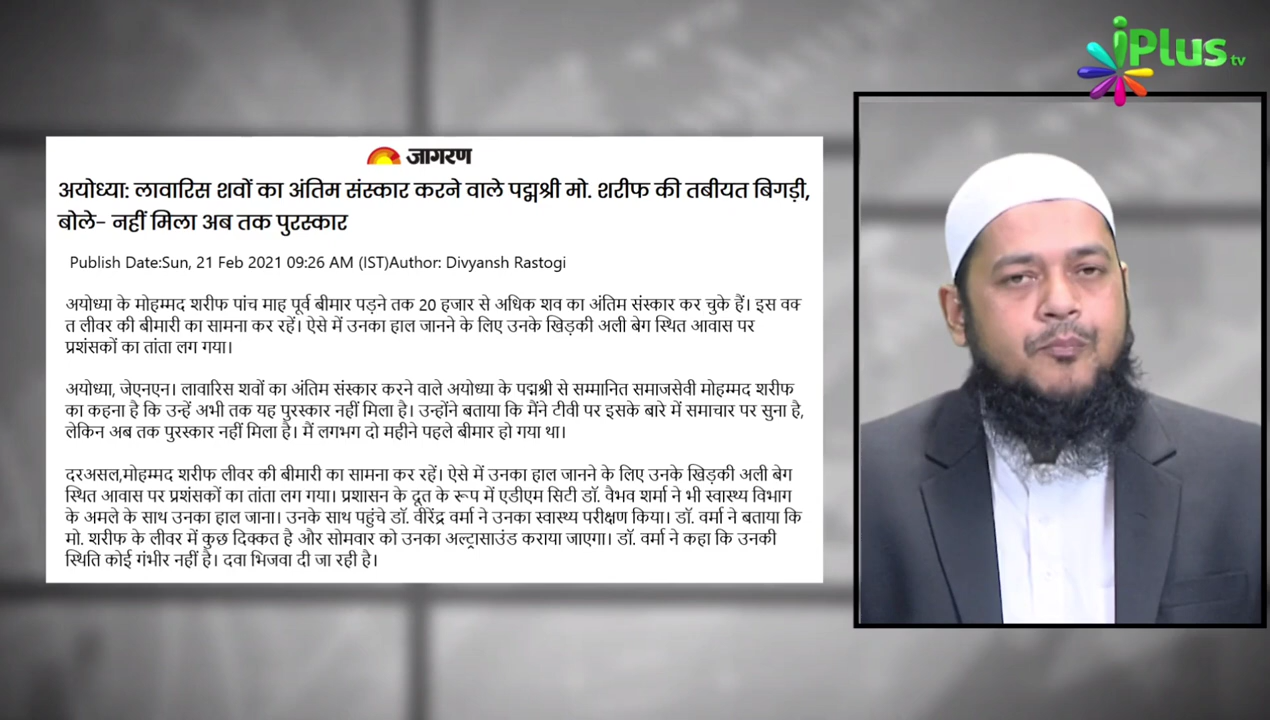 iPlus tv
जागरण
अयोध्या: लावारिस शवों का अंतिम संस्कार करने वाले पद्मश्री मो. शरीफ की तबीयत बिगड़ी,
बोले- नहीं मिला अब तक पुरस्कार
Publish Date:Sun, 21 Feb 2021 09:26 AM (IST)Author: Divyansh Rastogi
अयोध्या के मोहम्मद शरीफ पांच माह पूर्व बीमार पड़ने तक 20 हजार से अधिक शव का अंतिम संस्कार कर चुके हैं। इस वक
त लीवर की बीमारी का सामना कर रहें। ऐसे में उनका हाल जानने के लिए उनके खिड़की अली बेग स्थित आवास पर
प्रशंसकों का तांता लग गया।
अयोध्या, जेएनएन। लावारिस शवों का अंतिम संस्कार करने वाले अयोध्या के पद्मश्री से सम्मानित समाजसेवी मोहम्मद शरीफ
का कहना है कि उन्हें अभी तक यह पुरस्कार नहीं मिला है। उन्होंने बताया कि मैंने टीवी पर इसके बारे में समाचार पर सुना है,
लेकिन अब तक पुरस्कार नहीं मिला है। मैं लगभग दो महीने पहले बीमार हो गया था।
दरअसल,मोहम्मद शरीफ लीवर की बीमारी का सामना कर रहें। ऐसे में उनका हाल जानने के लिए उनके खिड़की अली बेग
स्थित आवास पर प्रशंसकों का तांता लग गया। प्रशासन के दूत के रूप में एडीएम सिटी डॉ. वैभव शर्मा ने भी स्वास्थ्य विभाग
के अमले के साथ उनका हाल जाना। उनके साथ पहुंचे डॉ. वीरेंद्र वर्मा ने उनका स्वास्थ्य परीक्षण किया। डॉ. वर्मा ने बताया कि
मो. शरीफ के लीवर में कुछ दिक्कत है और सोमवार को उनका अल्ट्रासाउंड कराया जाएगा। डॉ. वर्मा ने कहा कि उनकी
स्थिति कोई गंभीर नहीं है। दवा भिजवा दी जा रही है।